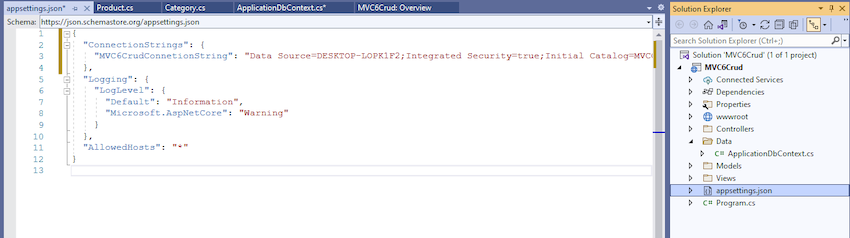 appsettings.json*
Product.cs
Category.cs
ApplicationDbContext.cs*
MVC6Crud: Overview
Schema: https://json.schemastore.org/appsettings.json
1 {
2 "ConnectionStrings": {
3 "MVC6CrudConnetionString": "Data Source=DESKTOP-LOPK1F2;Integrated Security=true;Initial Catalog=MVC
4 },
5 "Logging": {
6 "LogLevel": {
7 "Default": "Information",
8 "Microsoft.AspNetCore": "Warning"
9 }
10 },
11 "AllowedHosts": "*"
12 }
13
Solution Explorer
Search Solution Explorer (Ctrl+;)
Solution 'MVC6Crud' (1 of 1 project)
MVC6Crud
Connected Services
Dependencies
Properties
wwwroot
Controllers
Data
C# ApplicationDbContext.cs
Models
Views
appsettings.json
C# Program.cs